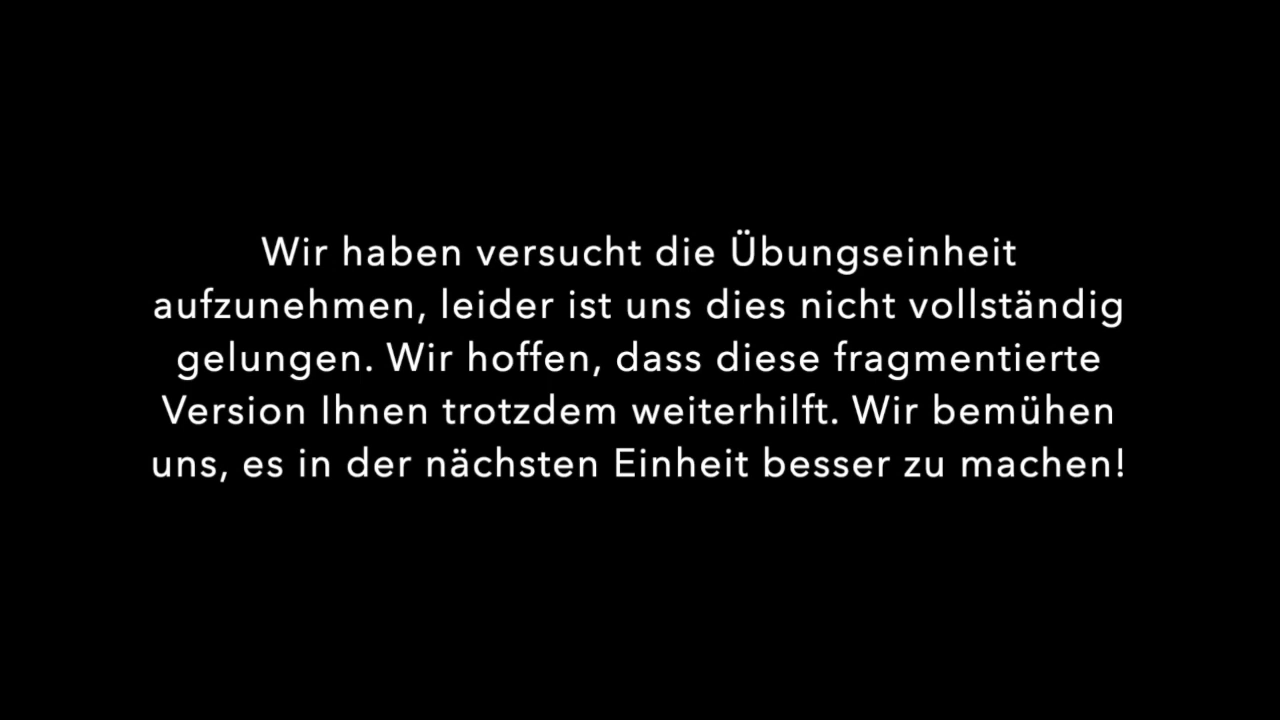 Wir haben versucht die Übungseinheit
aufzunehmen, leider ist uns dies nicht vollständig
gelungen. Wir hoffen, dass diese fragmentierte
Version Ihnen trotzdem weiterhilft. Wir bemühen
uns, es in der nächsten Einheit besser zu machen!